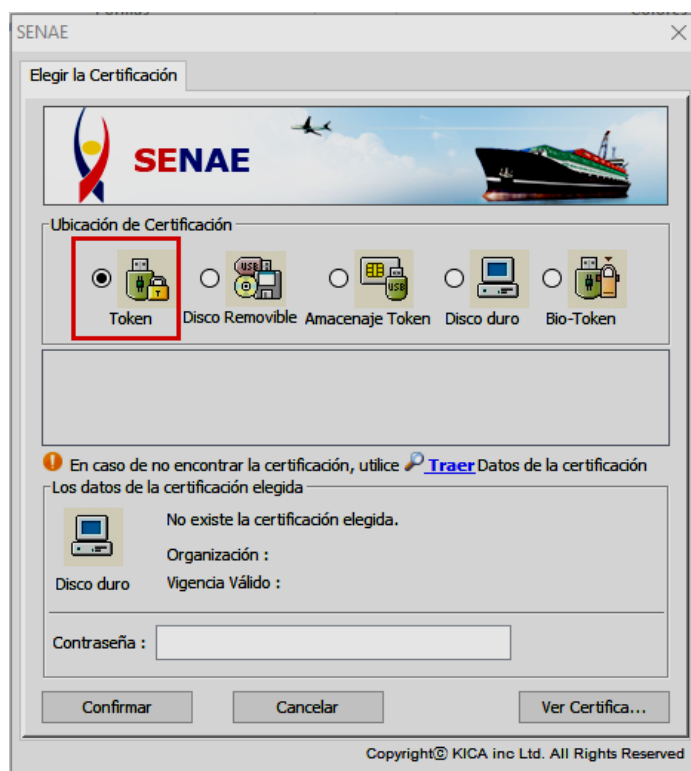 SENAE
Elegir la Certificación
SENAE
Ubicación de Certificación
USB
USB
Token
Disco Removible
Amacenaje Token
Disco duro
Bio-Token
En caso de no encontrar la certificación, utilice Traer Datos de la certificación
Los datos de la certificación elegida
No existe la certificación elegida.
Organización :
Disco duro
Vigencia Válido :
Contraseña :
Confirmar
Cancelar
Ver Certifica...
Copyright© KICA inc Ltd. All Rights Reserved